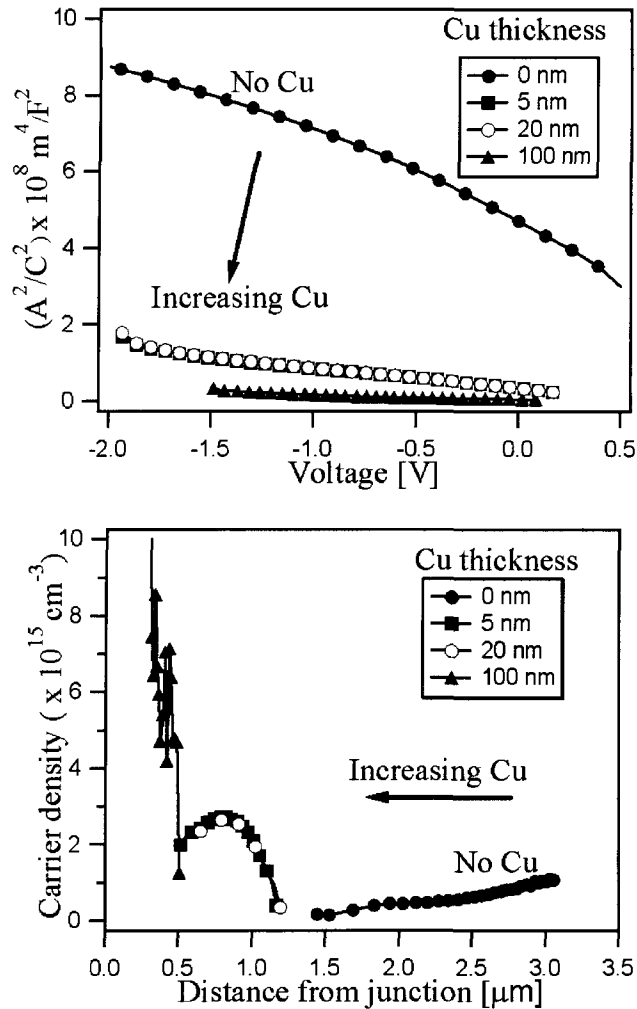 10
8
6
4
2
0
(A²/C²) x 10⁸ m⁴/F²
Cu thickness
0 nm
5 nm
20 nm
100 nm
No Cu
Increasing Cu
-2.0 -1.5 -1.0 -0.5 0.0 0.5
Voltage [V]
10
8
6
4
2
0
Carrier density ( x 10¹⁵ cm⁻³)
Cu thickness
0 nm
5 nm
20 nm
100 nm
Increasing Cu
No Cu
0.0 0.5 1.0 1.5 2.0 2.5 3.0 3.5
Distance from junction [μm]